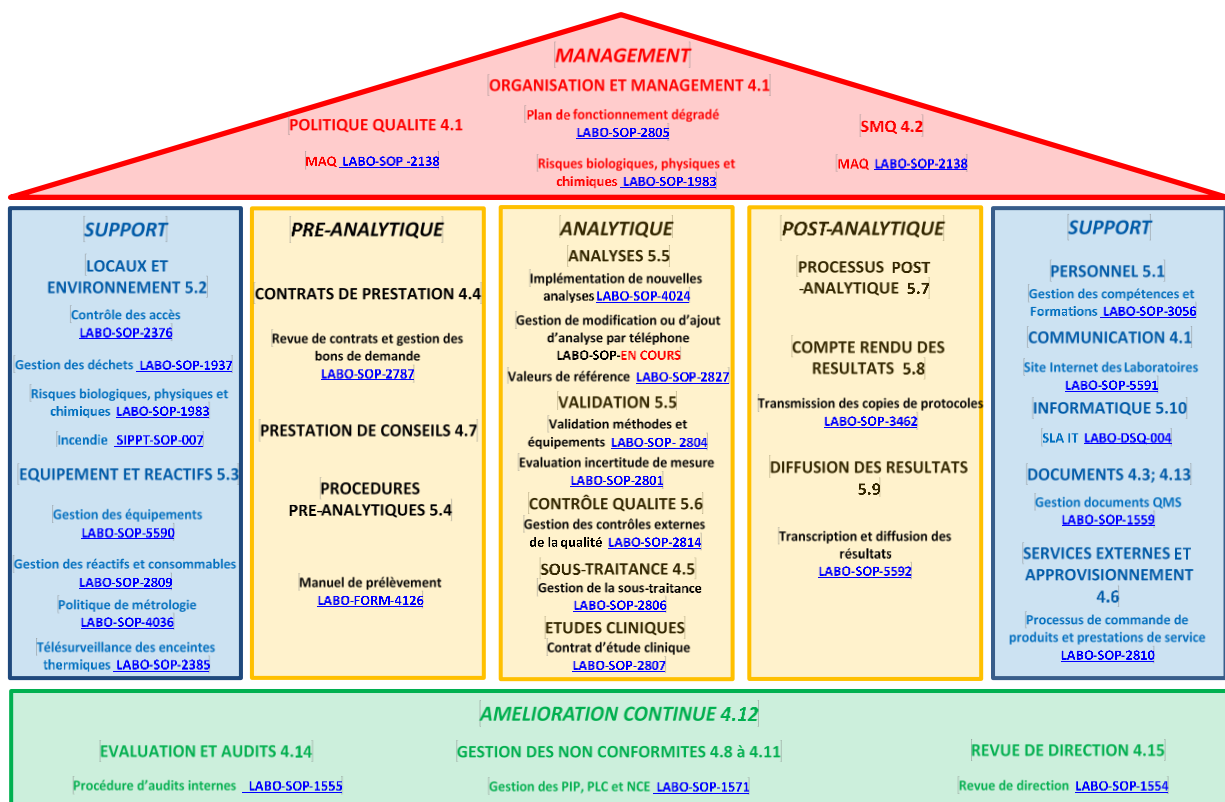 MANAGEMENT
ORGANISATION ET MANAGEMENT 4.1
Plan de fonctionnement dégradé
LABO-SOP-2805
Risques biologiques, physiques et
chimiques LABO-SOP-1983
POLITIQUE QUALITE 4.1
MAQ LABO-SOP -2138
SMQ 4.2
MAQ LABO-SOP-2138
SUPPORT
LOCAUX ET
ENVIRONNEMENT 5.2
Contrôle des accès
LABO-SOP-2376
Gestion des déchets LABO-SOP-1937
Risques biologiques, physiques et
chimiques LABO-SOP-1983
Incendie SIPPT-SOP-007
EQUIPEMENT ET REACTIFS 5.3
Gestion des équipements
LABO-SOP-5590
Gestion des réactifs et consommables
LABO-SOP-2809
Politique de métrologie
LABO-SOP-4036
Télésurveillance des enceintes
thermiques LABO-SOP-2385
PRE-ANALYTIQUE
CONTRATS DE PRESTATION 4.4
Revue de contrats et gestion des
bons de demande
LABO-SOP-2787
PRESTATION DE CONSEILS 4.7
PROCEDURES
PRE-ANALYTIQUES 5.4
Manuel de prélèvement
LABO-FORM-4126
ANALYTIQUE
ANALYSES 5.5
Implémentation de nouvelles
analyses LABO-SOP-4024
Gestion de modification ou d'ajout
d'analyse par téléphone
LABO-SOP-EN COURS
Valeurs de référence LABO-SOP-2827
VALIDATION 5.5
Validation méthodes et
équipements LABO-SOP- 2804
Evaluation incertitude de mesure
LABO-SOP-2801
CONTRÔLE QUALITE 5.6
Gestion des contrôles externes
de la qualité LABO-SOP-2814
SOUS-TRAITANCE 4.5
Gestion de la sous-traitance
LABO-SOP-2806
ETUDES CLINIQUES
Contrat d'étude clinique
LABO-SOP-2807
POST-ANALYTIQUE
PROCESSUS POST
-ANALYTIQUE 5.7
COMPTE RENDU DES
RESULTATS 5.8
Transmission des copies de protocoles
LABO-SOP-3462
DIFFUSION DES RESULTATS
5.9
Transcription et diffusion des
résultats
LABO-SOP-5592
SUPPORT
PERSONNEL 5.1
Gestion des compétences et
Formations LABO-SOP-3056
COMMUNICATION 4.1
Site Internet des Laboratoires
LABO-SOP-5591
INFORMATIQUE 5.10
SLA IT LABO-DSQ-004
DOCUMENTS 4.3; 4.13
Gestion documents QMS
LABO-SOP-1559
SERVICES EXTERNES ET
APPROVISIONNEMENT
4.6
Processus de commande de
produits et prestations de service
LABO-SOP-2810
AMELIORATION CONTINUE 4.12
EVALUATION ET AUDITS 4.14
Procédure d'audits internes LABO-SOP-1555
GESTION DES NON CONFORMITES 4.8 à 4.11
Gestion des PIP, PLC et NCE LABO-SOP-1571
REVUE DE DIRECTION 4.15
Revue de direction LABO-SOP-1554